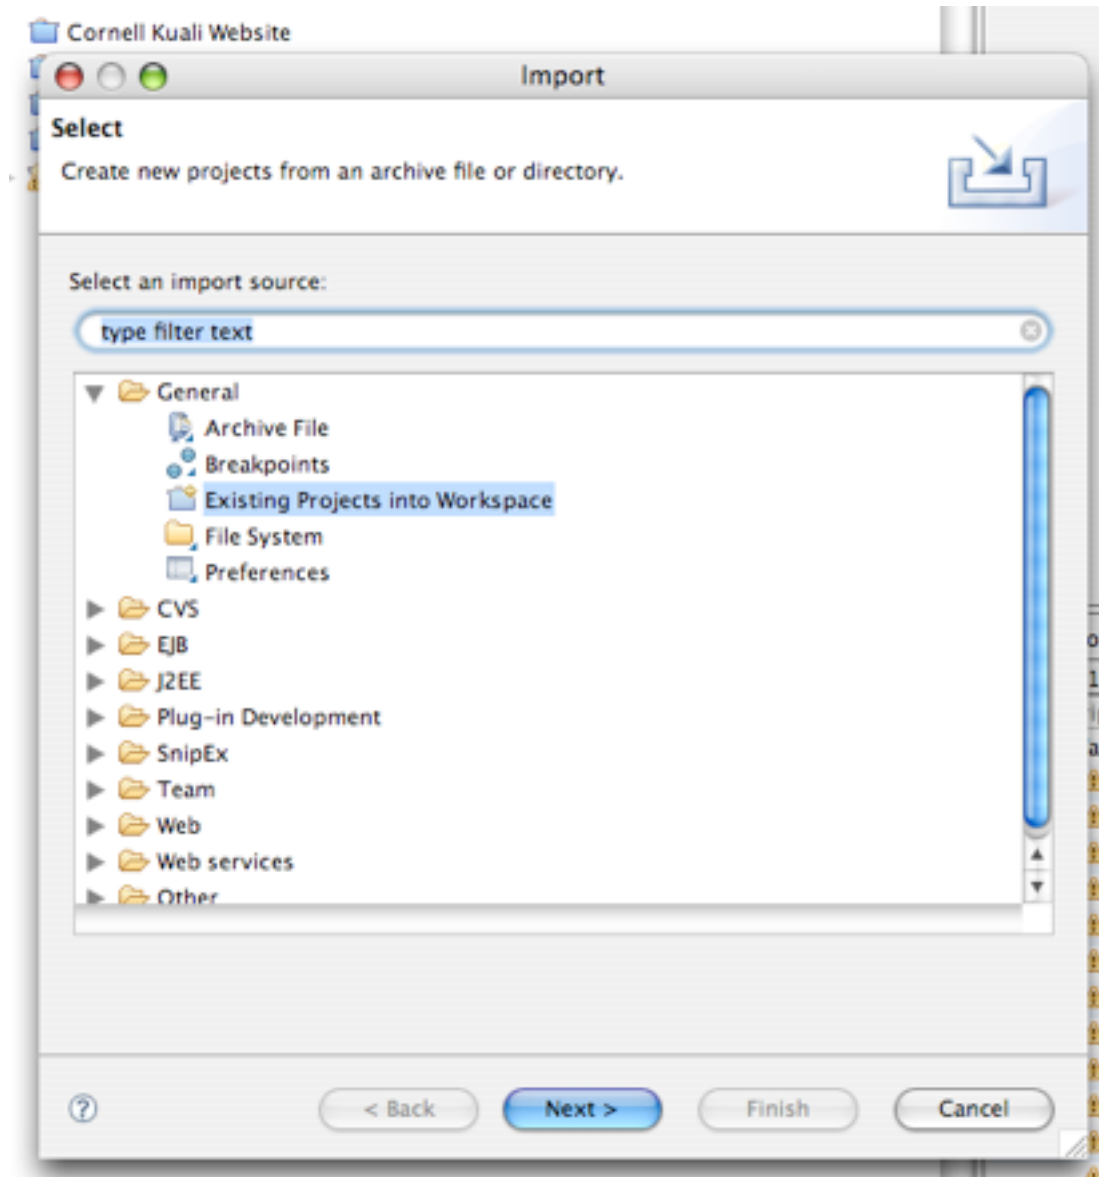 Cornell Kuali Website
Import
Select
Create new projects from an archive file or directory.
Select an import source:
type filter text
General
Archive File
Breakpoints
Existing Projects into Workspace
File System
Preferences
CVS
EJB
J2EE
Plug-in Development
SnipEx
Team
Web
Web services
Other
?
< Back
Next >
Finish
Cancel